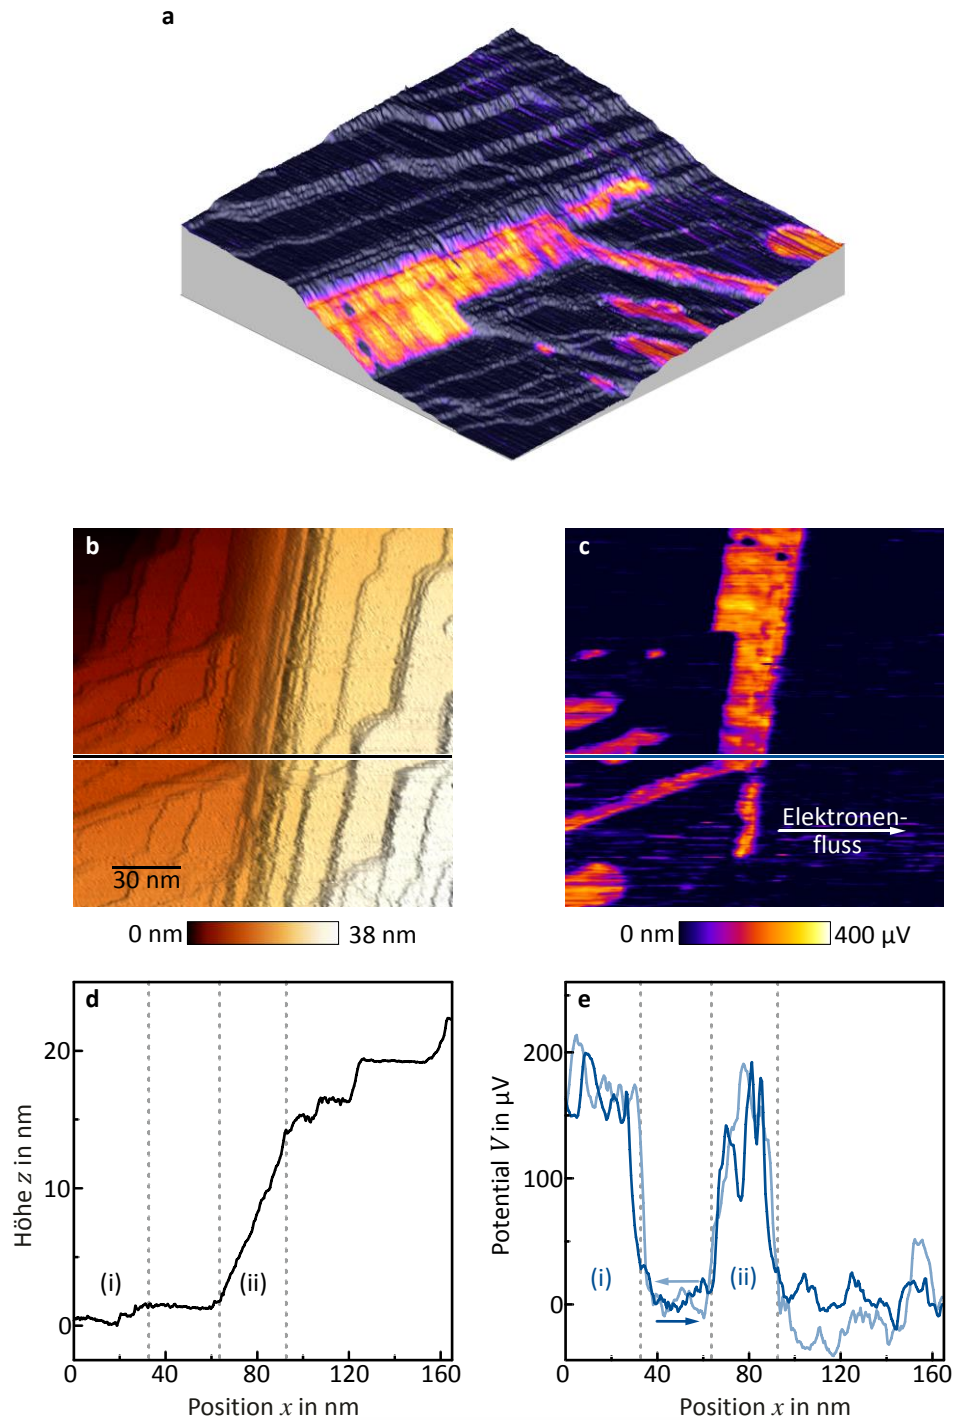 a
b
c
Elektronen-
fluss
30 nm
0 nm
38 nm
0 nm
400 µV
d
e
20
10
0
Höhe z in nm
(i)
(ii)
0
40
80
120
160
Position x in nm
200
100
0
Potential V in µV
(i)
(ii)
0
40
80
120
160
Position x in nm